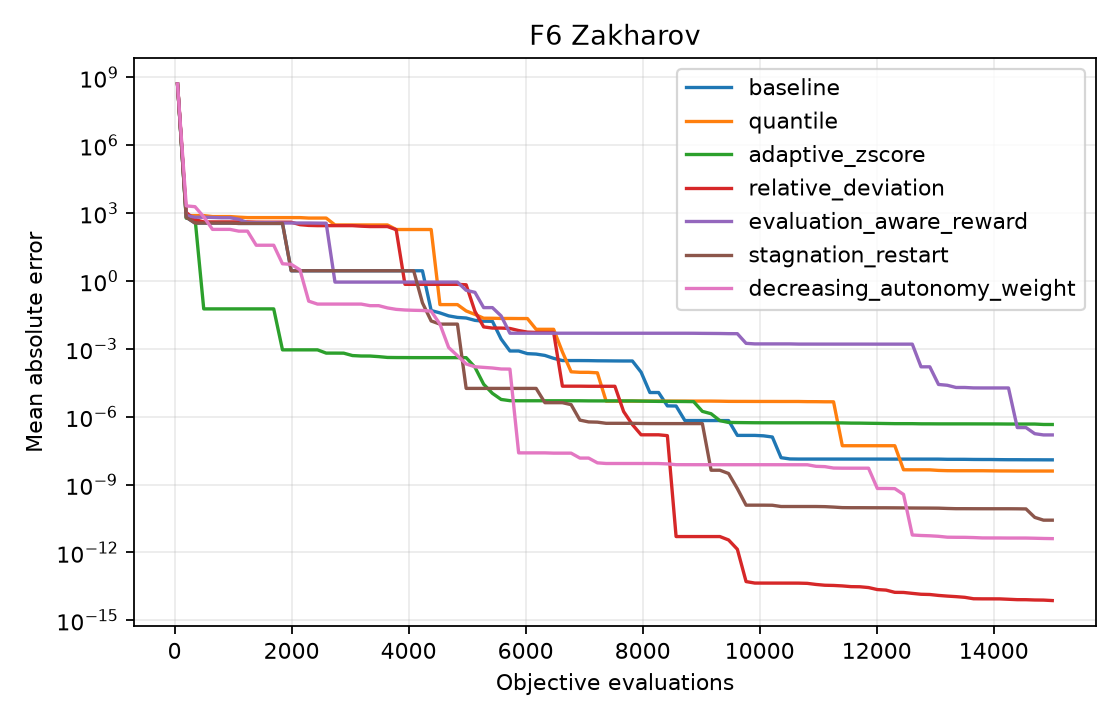 F6 Zakharov
Mean absolute error
10^9
10^6
10^3
10^0
10^−3
10^−6
10^−9
10^−12
10^−15
baseline
quantile
adaptive_zscore
relative_deviation
evaluation_aware_reward
stagnation_restart
decreasing_autonomy_weight
0 2000 4000 6000 8000 10000 12000 14000
Objective evaluations